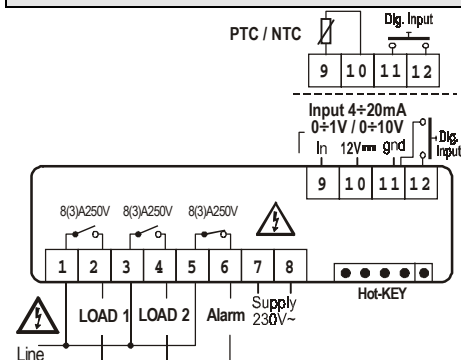 Dig. Input
PTC / NTC
9 10 11 12
Input 4÷20mA
0÷1V / 0÷10V
In 12V gnd
Dig.
Input
9 10 11 12
8(3)A250V 8(3)A250V 8(3)A250V
1 2 3 4 5 6 7 8
Hot-KEY
LOAD 1 LOAD 2 Alarm Supply
230V~
Line